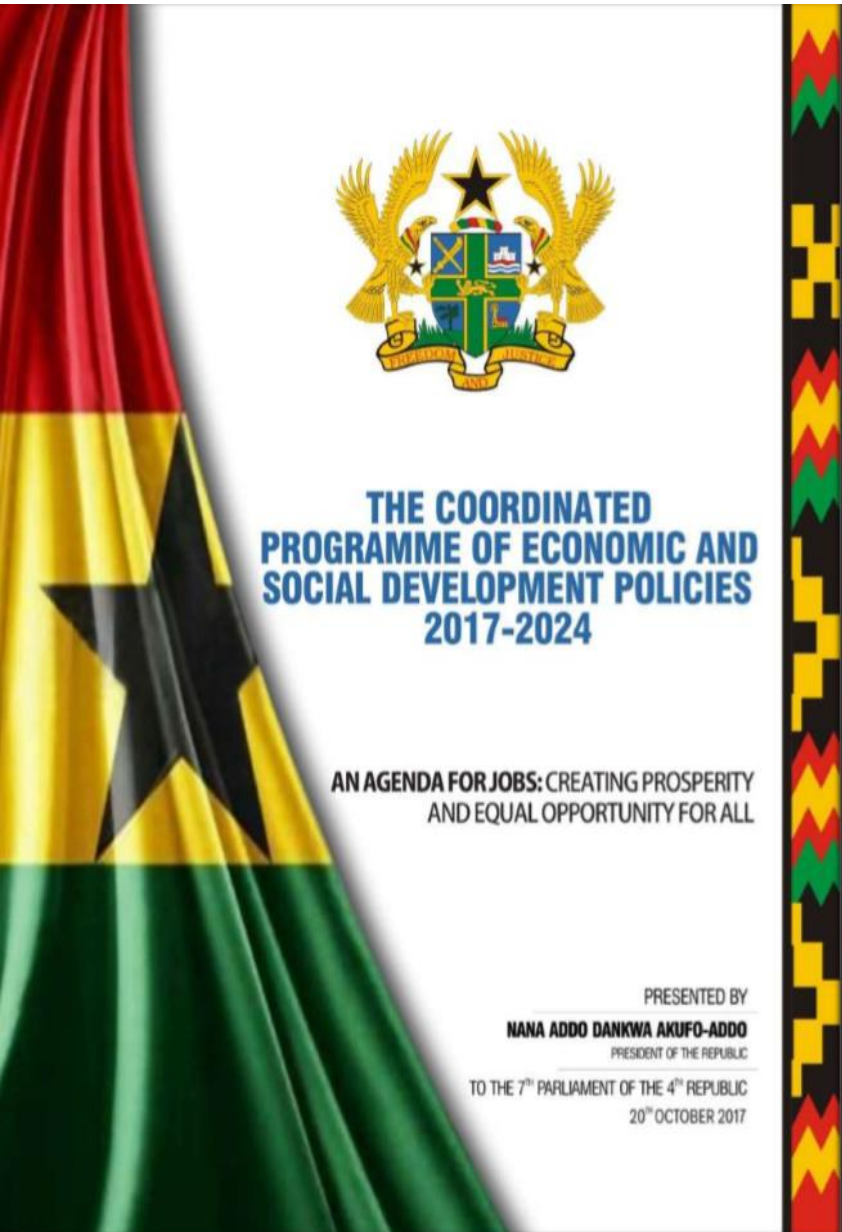 FREEDOM
AND
JUSTICE
THE COORDINATED
PROGRAMME OF ECONOMIC AND
SOCIAL DEVELOPMENT POLICIES
2017-2024
AN AGENDA FOR JOBS: CREATING PROSPERITY
AND EQUAL OPPORTUNITY FOR ALL
PRESENTED BY
NANA ADDO DANKWA AKUFO-ADDO
PRESIDENT OF THE REPUBLIC
TO THE 7TH PARLIAMENT OF THE 4TH REPUBLIC
20TH OCTOBER 2017